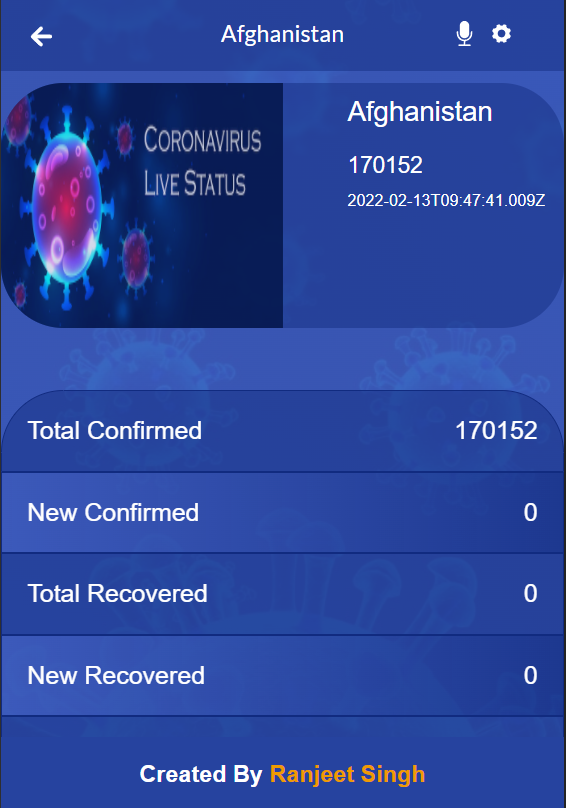 Afghanistan
CORONAVIRUS
LIVE STATUS
Afghanistan
170152
2022-02-13T09:47:41.009Z
Total Confirmed 170152
New Confirmed 0
Total Recovered 0
New Recovered 0
Created By Ranjeet Singh